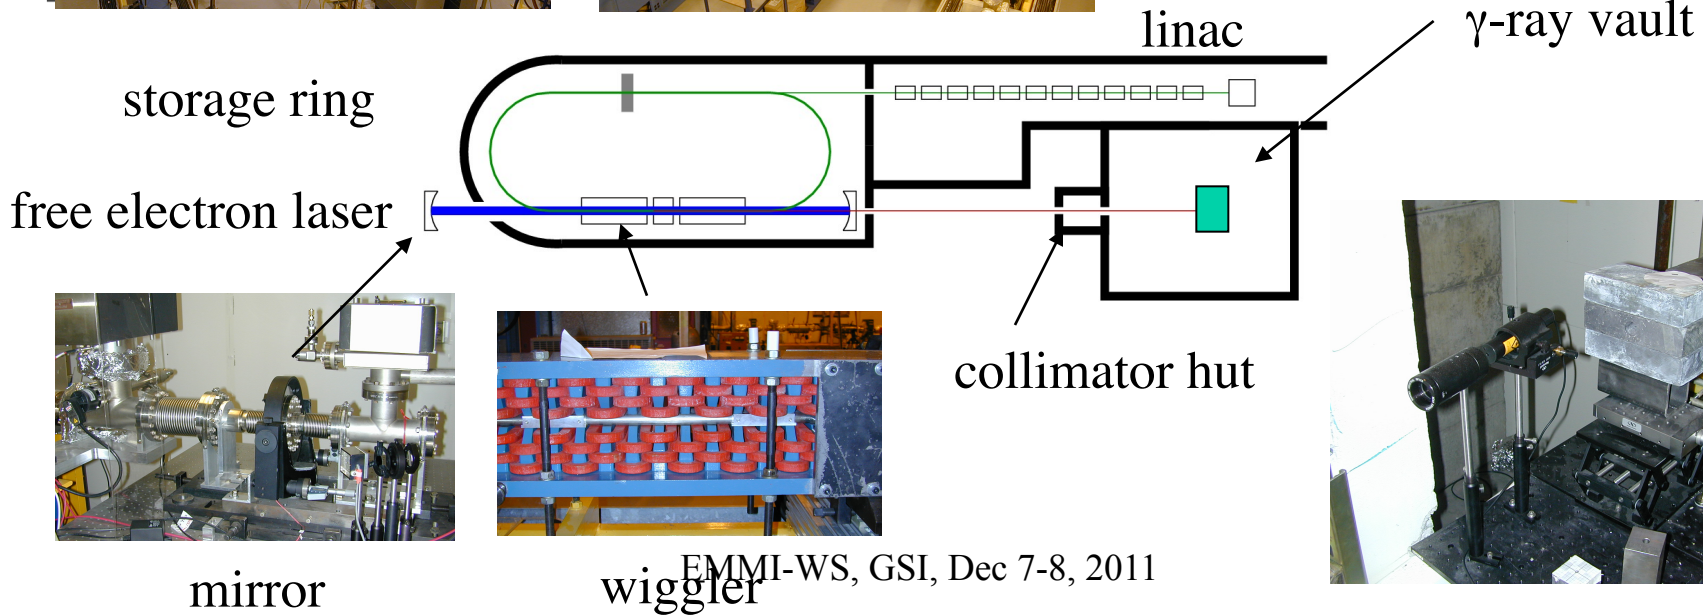 linac
γ-ray vault
storage ring
free electron laser
collimator hut
mirror
wiggler
EMMI-WS, GSI, Dec 7-8, 2011